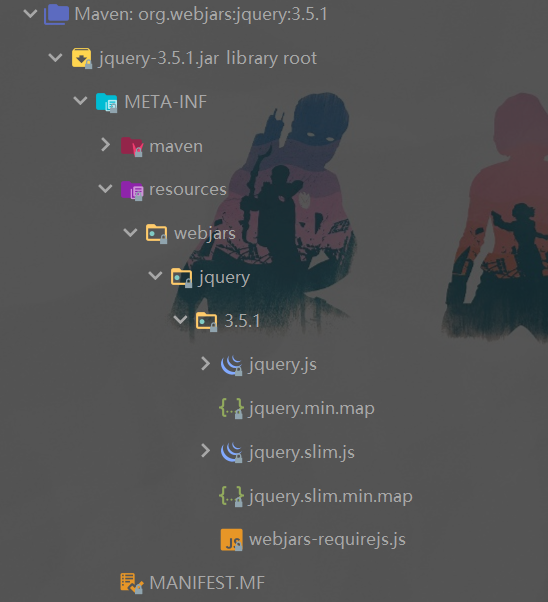 Maven: org.webjars:jquery:3.5.1
jquery-3.5.1.jar library root
META-INF
maven
resources
webjars
jquery
3.5.1
jquery.js
jquery.min.map
jquery.slim.js
jquery.slim.min.map
webjars-requirejs.js
MANIFEST.MF